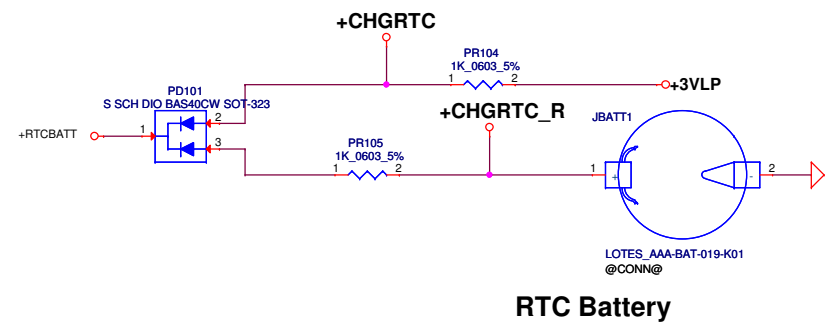 +CHGRTC
PR104
1K_0603_5%
1 2
+3VLP
PD101
S SCH DIO BAS40CW SOT-323
+RTCBATT
1
2
3
+CHGRTC_R
PR105
1K_0603_5%
1 2
JBATT1
1
+
-
2
LOTES_AAA-BAT-019-K01
@CONN@
RTC Battery